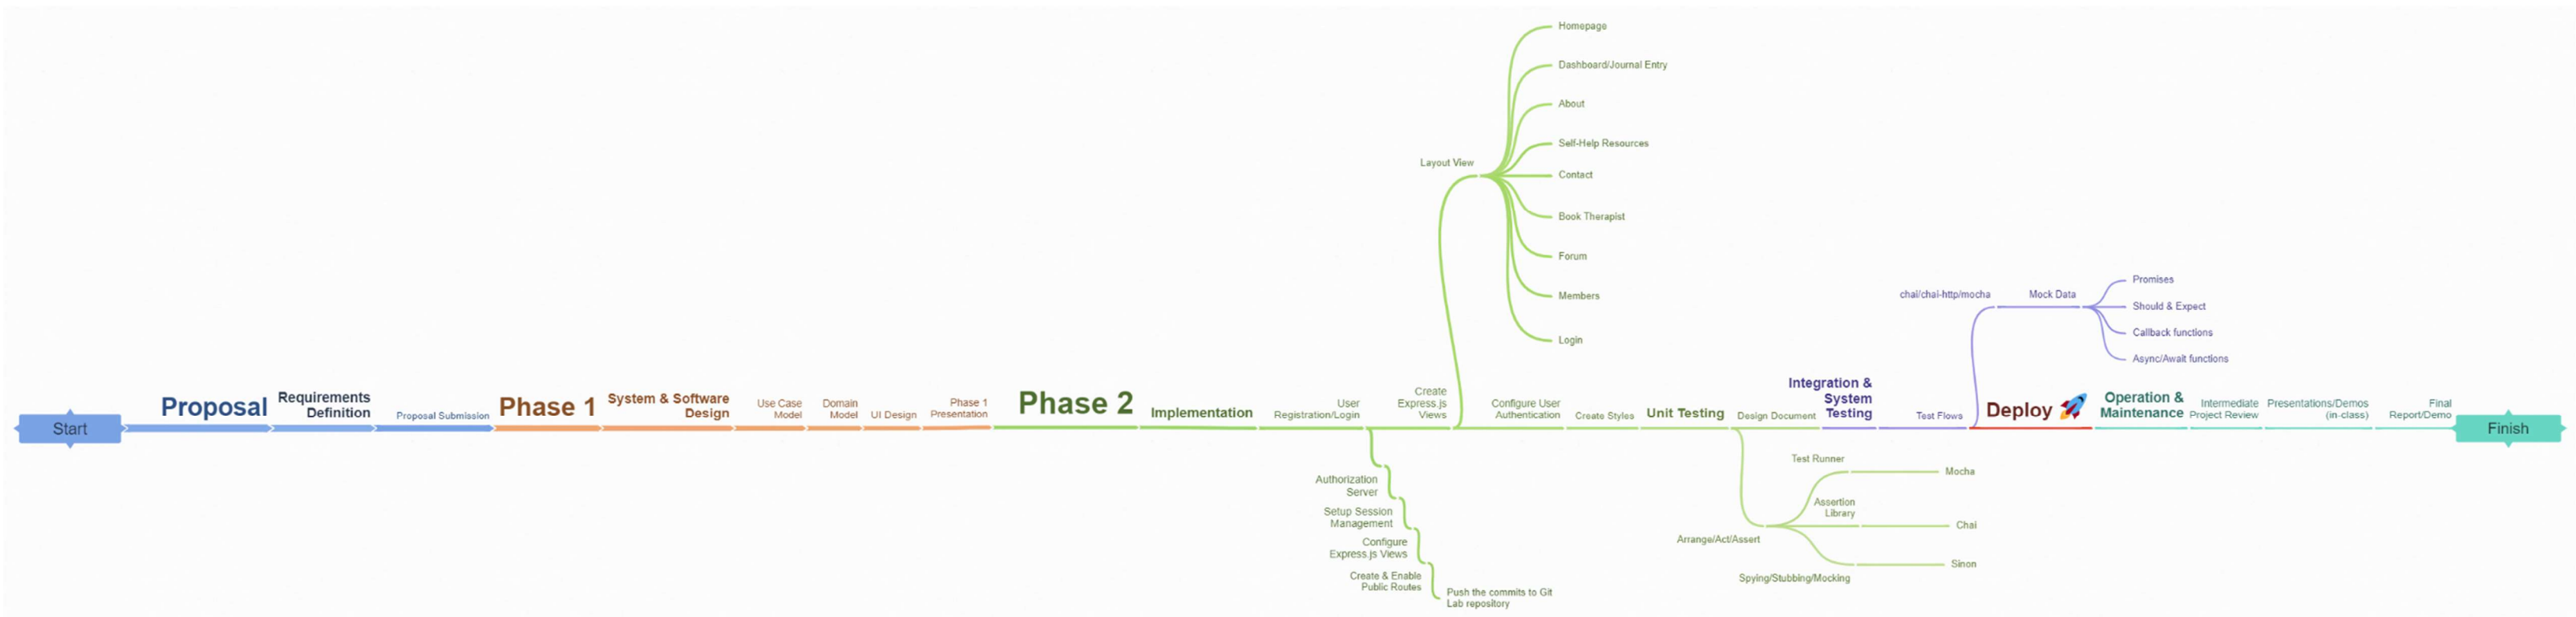 Homepage
Dashboard/Journal Entry
About
Self-Help Resources
Layout View
Contact
Book Therapist
Forum
Members
Login
Start
Proposal
Requirements
Definition
Proposal Submission
Phase 1
System & Software
Design
Use Case
Model
Domain
Model
UI Design
Phase 1
Presentation
Phase 2
Implementation
User
Registration/Login
Authorization
Server
Setup Session
Management
Configure
Express.js Views
Create & Enable
Public Routes
Push the commits to Git
Lab repository
Create
Express.js
Views
Configure User
Authentication
Create Styles
Unit Testing
Arrange/Act/Assert
Test Runner
Mocha
Assertion
Library
Chai
Spying/Stubbing/Mocking
Sinon
Design Document
Integration &
System
Testing
Test Flows
chai/chai-http/mocha
Mock Data
Promises
Should & Expect
Callback functions
Async/Await functions
Deploy 🚀
Operation &
Maintenance
Intermediate
Project Review
Presentations/Demos
(in-class)
Final
Report/Demo
Finish